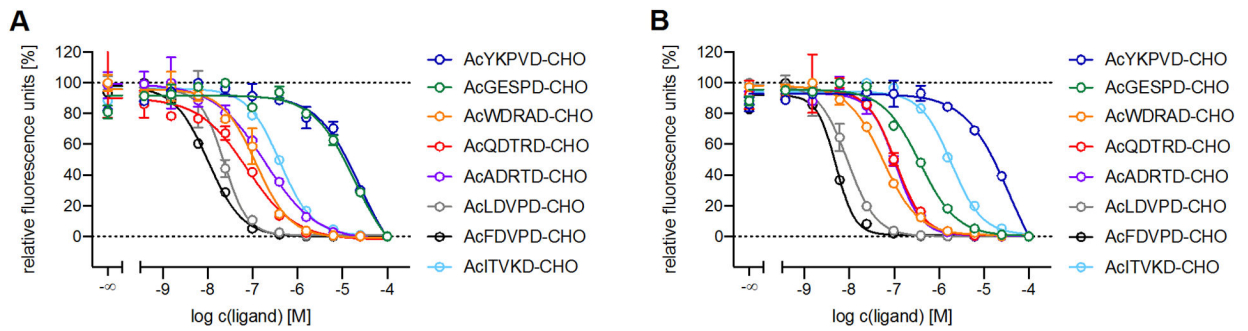 A
relative fluorescence units [%]
120
100
80
60
40
20
0
-∞
-8
-7
-6
-5
-4
log c(ligand) [M]
AcYKPVD-CHO
AcGESPD-CHO
AcWDRAD-CHO
AcQDTRD-CHO
AcADRTD-CHO
AcLDVPD-CHO
AcFDVPD-CHO
AcITVKD-CHO
B
relative fluorescence units [%]
120
100
80
60
40
20
0
-∞
-9
-8
-7
-6
-5
-4
log c(ligand) [M]
AcYKPVD-CHO
AcGESPD-CHO
AcWDRAD-CHO
AcQDTRD-CHO
AcADRTD-CHO
AcLDVPD-CHO
AcFDVPD-CHO
AcITVKD-CHO